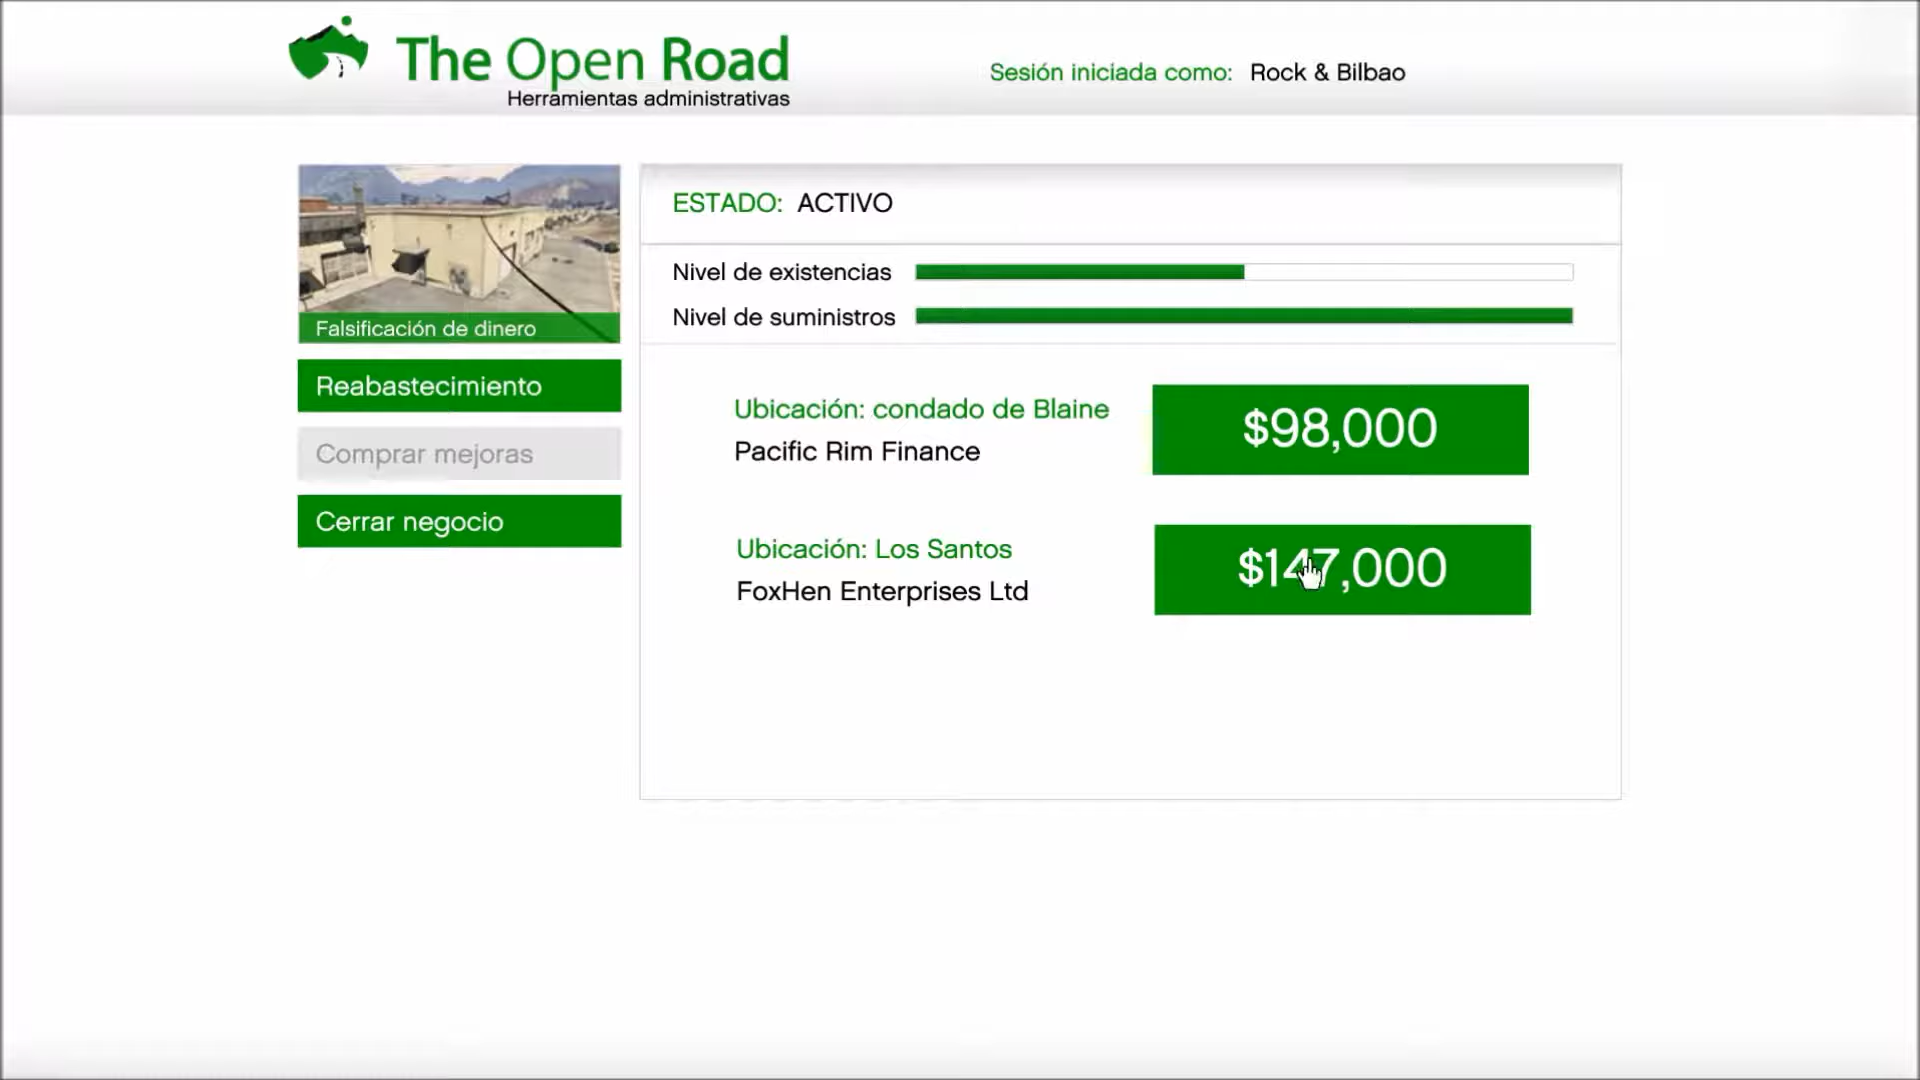 The Open Road
Herramientas administrativas
Sesión iniciada como: Rock & Bilbao
Falsificación de dinero
Reabastecimiento
Comprar mejoras
Cerrar negocio
ESTADO: ACTIVO
Nivel de existencias
Nivel de suministros
Ubicación: condado de Blaine
Pacific Rim Finance
$98,000
Ubicación: Los Santos
FoxHen Enterprises Ltd
$147,000